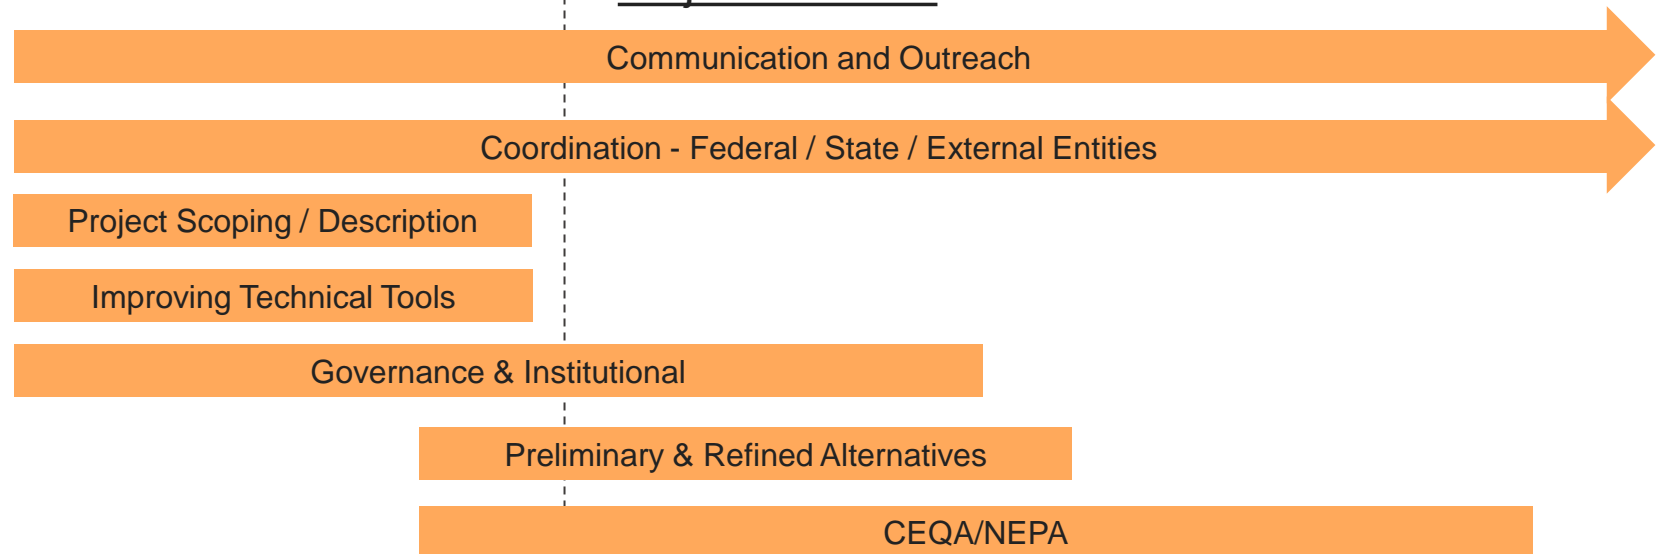 Communication and Outreach
Coordination - Federal / State / External Entities
Project Scoping / Description
Improving Technical Tools
Governance & Institutional
Preliminary & Refined Alternatives
CEQA/NEPA